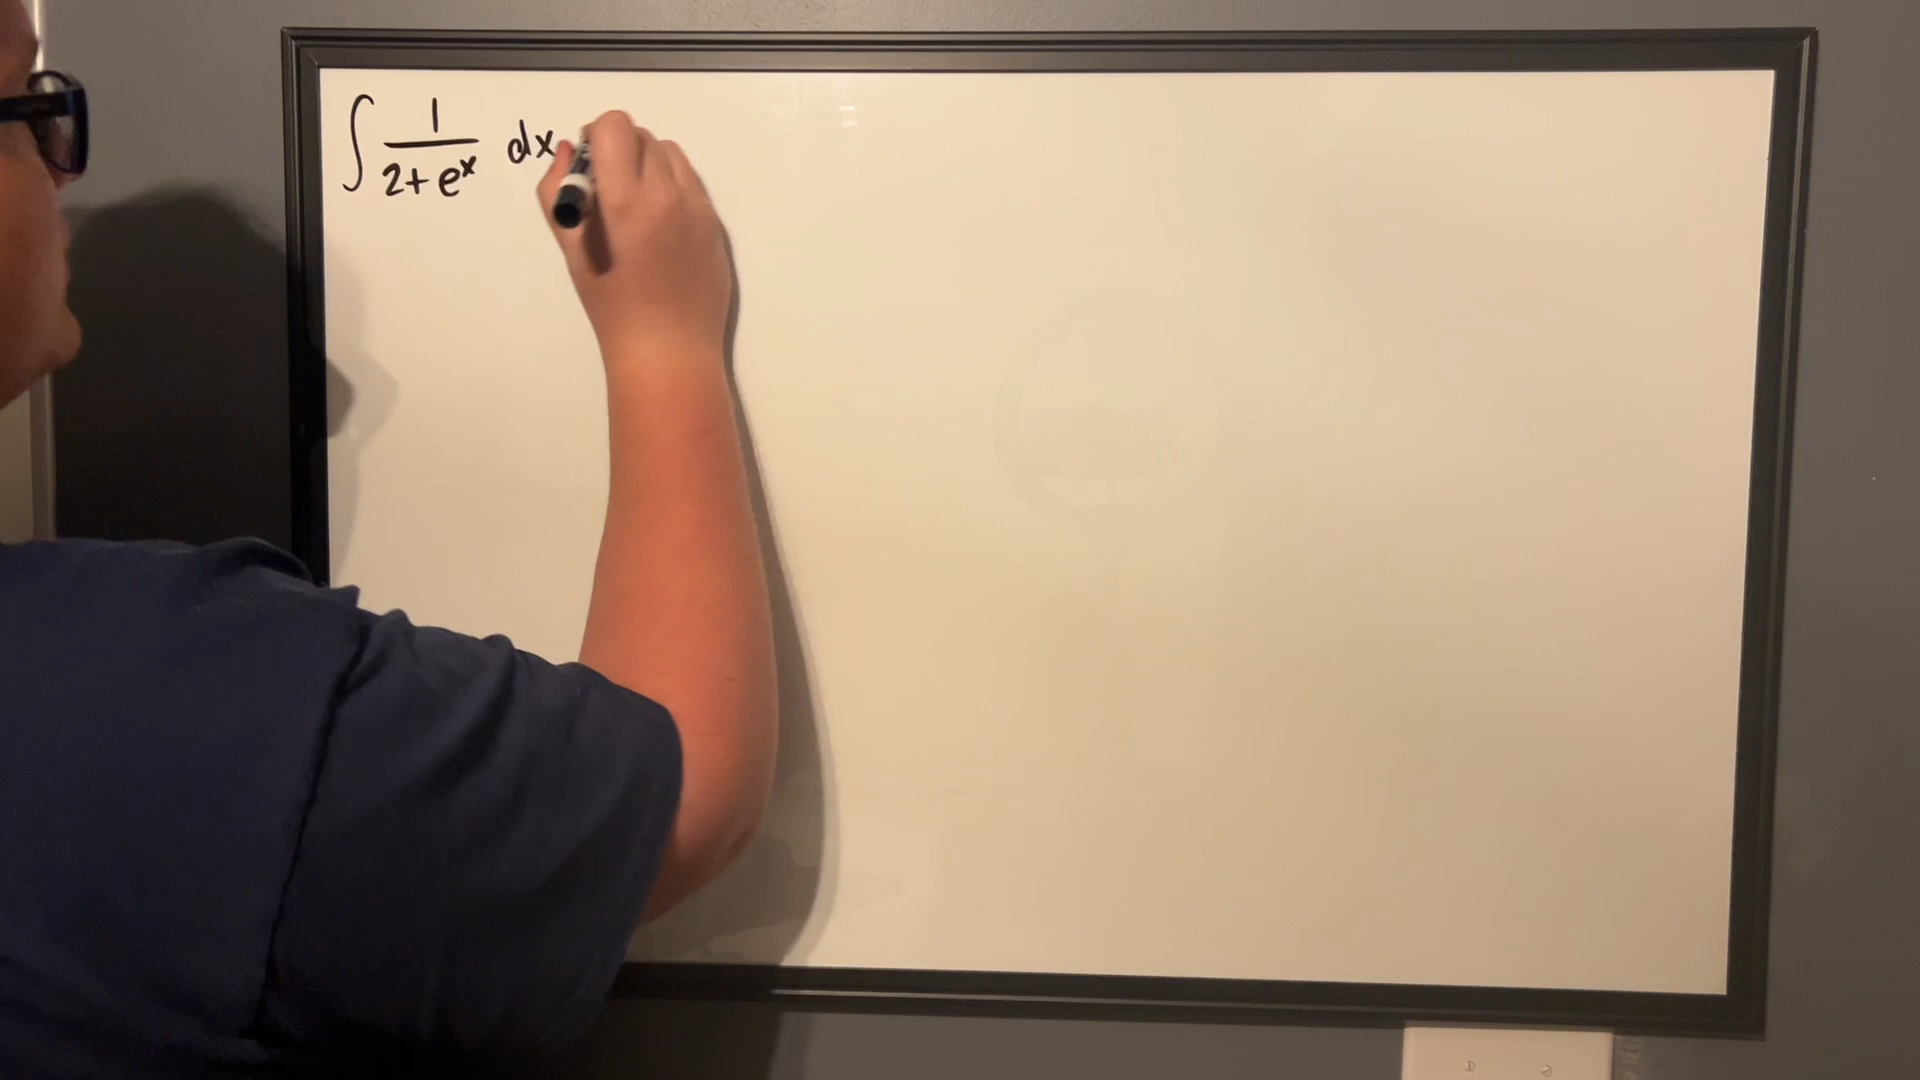 ∫ 1/(2+e^x) dx